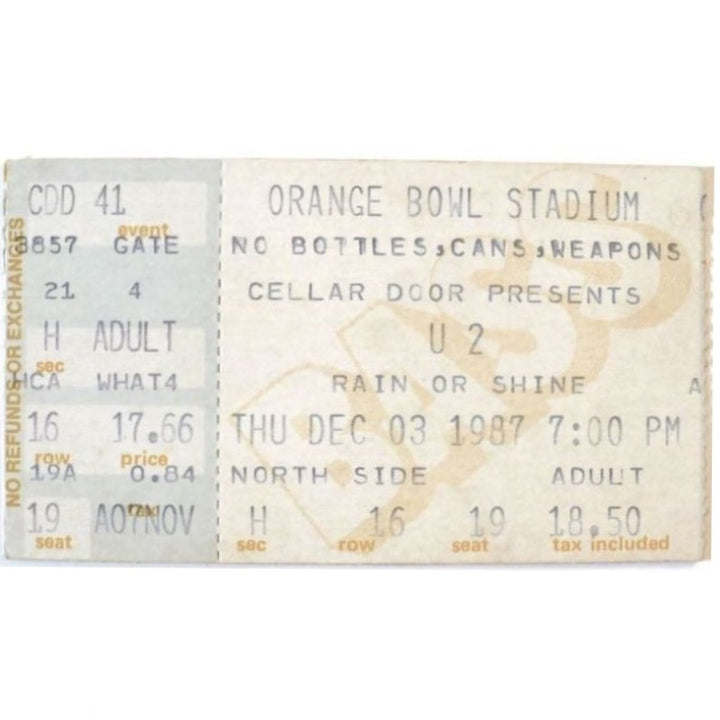 NO REFUNDS OR EXCHANGES
CDD 41
event
3857 GATE
21 4
H ADULT
sec
HCA WHAT4
16 17.66
row price
19A 0.84
tax
19 A07NOV
seat
ORANGE BOWL STADIUM
NO BOTTLES,CANS,WEAPONS
CELLAR DOOR PRESENTS
U 2
RAIN OR SHINE
THU DEC 03 1987 7:00 PM
NORTH SIDE ADULT
H 16 19 18.50
sec row seat tax included
BASS
A